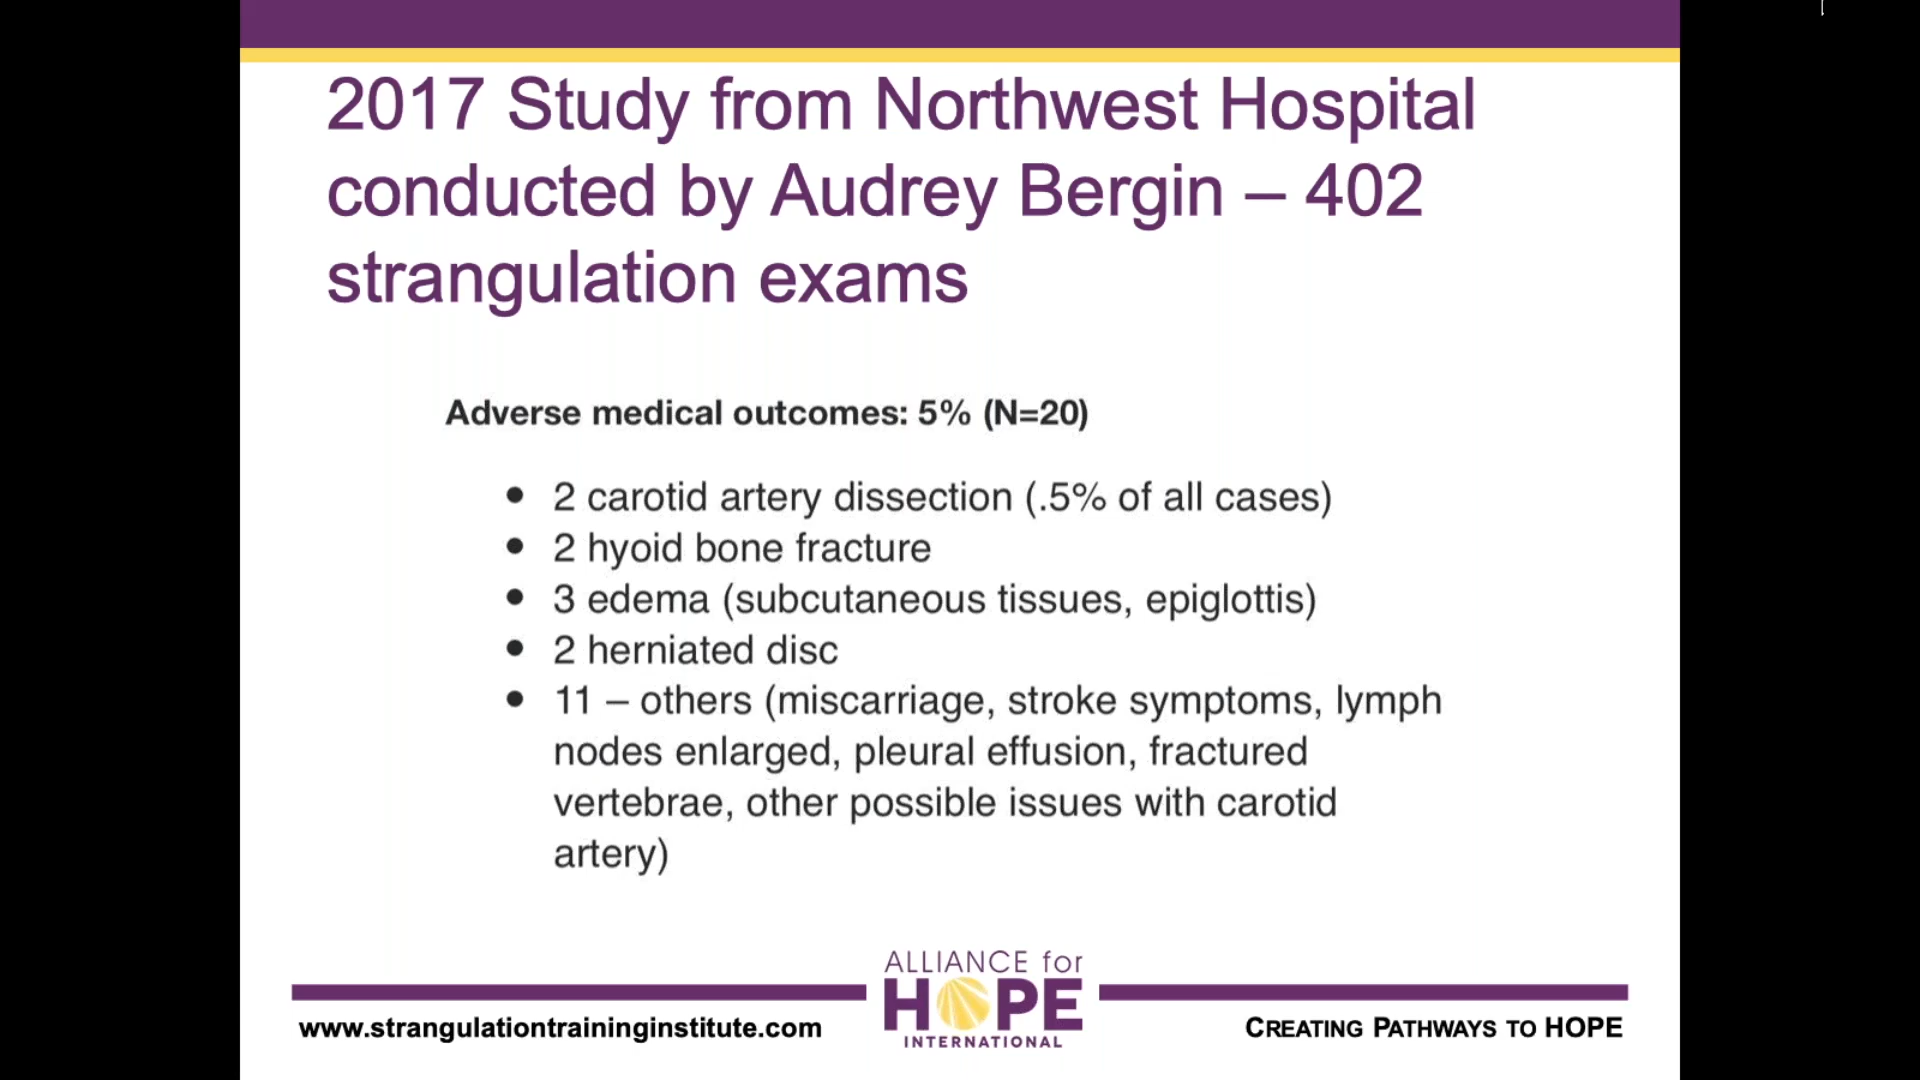 2017 Study from Northwest Hospital
conducted by Audrey Bergin – 402
strangulation exams
Adverse medical outcomes: 5% (N=20)
• 2 carotid artery dissection (.5% of all cases)
• 2 hyoid bone fracture
• 3 edema (subcutaneous tissues, epiglottis)
• 2 herniated disc
• 11 – others (miscarriage, stroke symptoms, lymph
nodes enlarged, pleural effusion, fractured
vertebrae, other possible issues with carotid
artery)
www.strangulationtraininginstitute.com
ALLIANCE for
HOPE
INTERNATIONAL
CREATING PATHWAYS TO HOPE